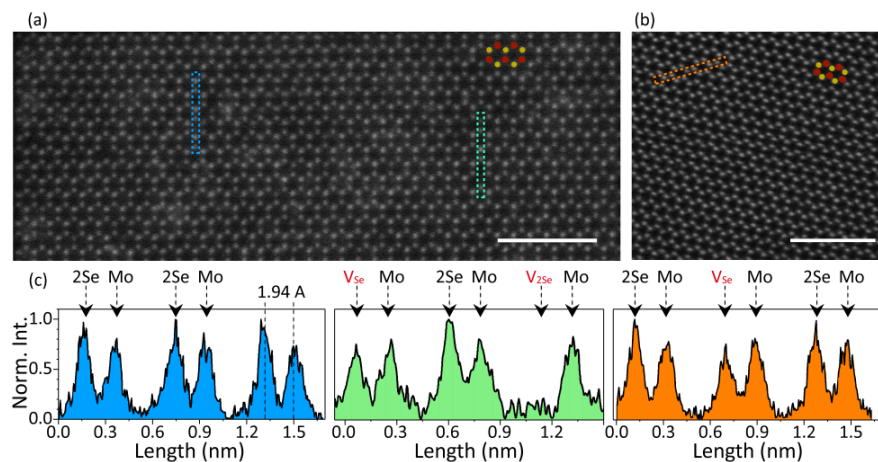 (a)
(b)
(c)
2Se Mo 2Se Mo 1.94 A
V_Se Mo 2Se Mo V_2Se Mo
2Se Mo V_Se Mo 2Se Mo
Norm. Int.
1.0
0.5
0.0
0.0 0.3 0.6 0.9 1.2 1.5
0.0 0.3 0.6 0.9 1.2
0.0 0.3 0.6 0.9 1.2 1.5
Length (nm) Length (nm) Length (nm)